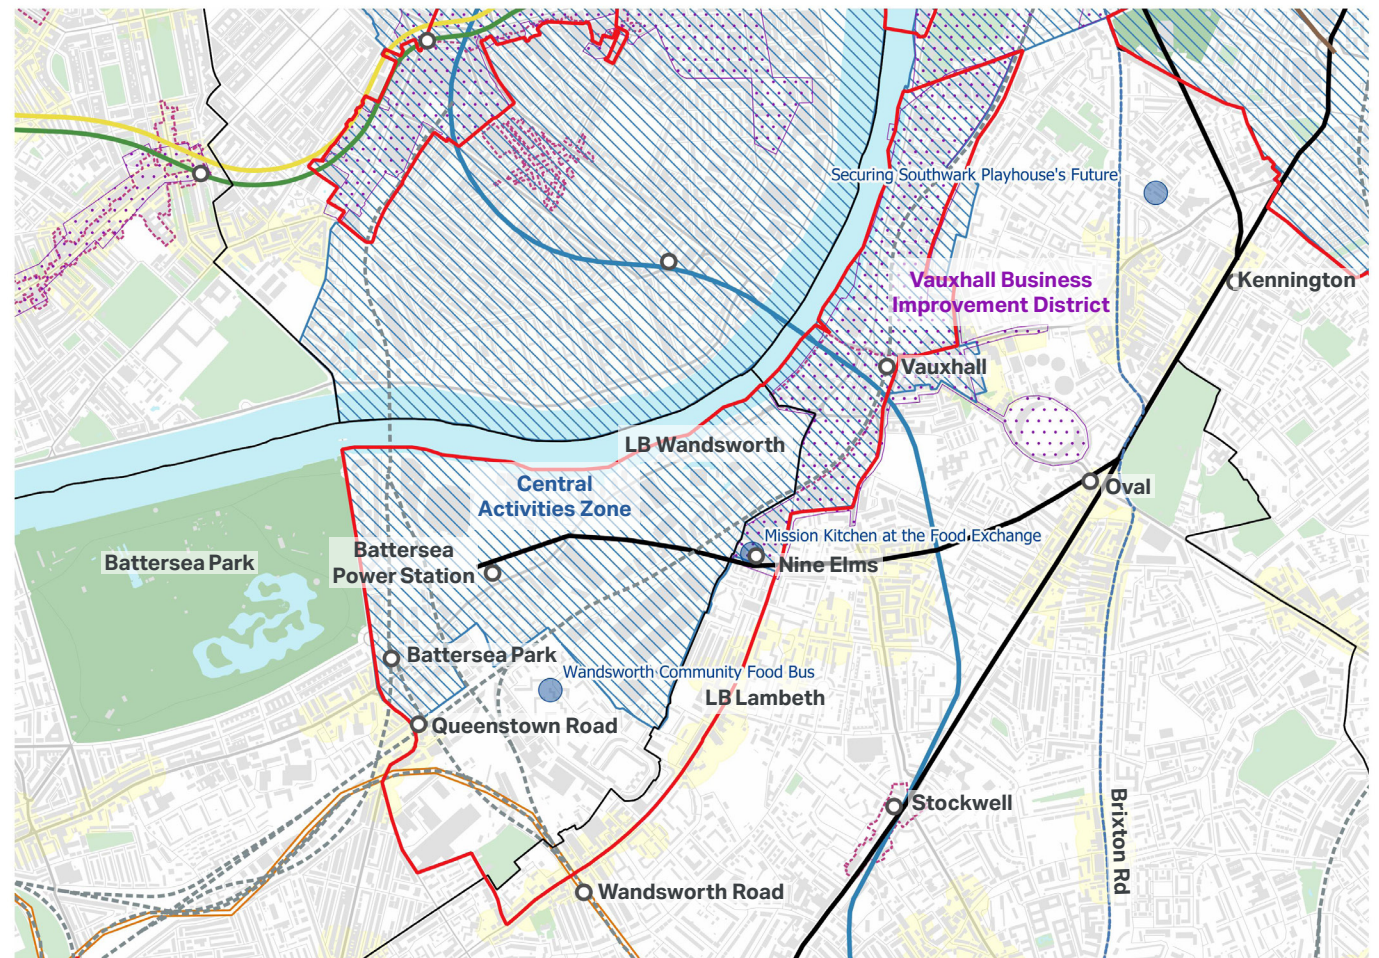 Securing Southwark Playhouse's Future
Vauxhall Business
Improvement District
Kennington
Vauxhall
LB Wandsworth
Central
Activities Zone
Oval
Mission Kitchen at the Food Exchange
Battersea
Power Station
Battersea Park
Nine Elms
Battersea Park
Wandsworth Community Food Bus
LB Lambeth
Queenstown Road
Stockwell
Brixton Rd
Wandsworth Road